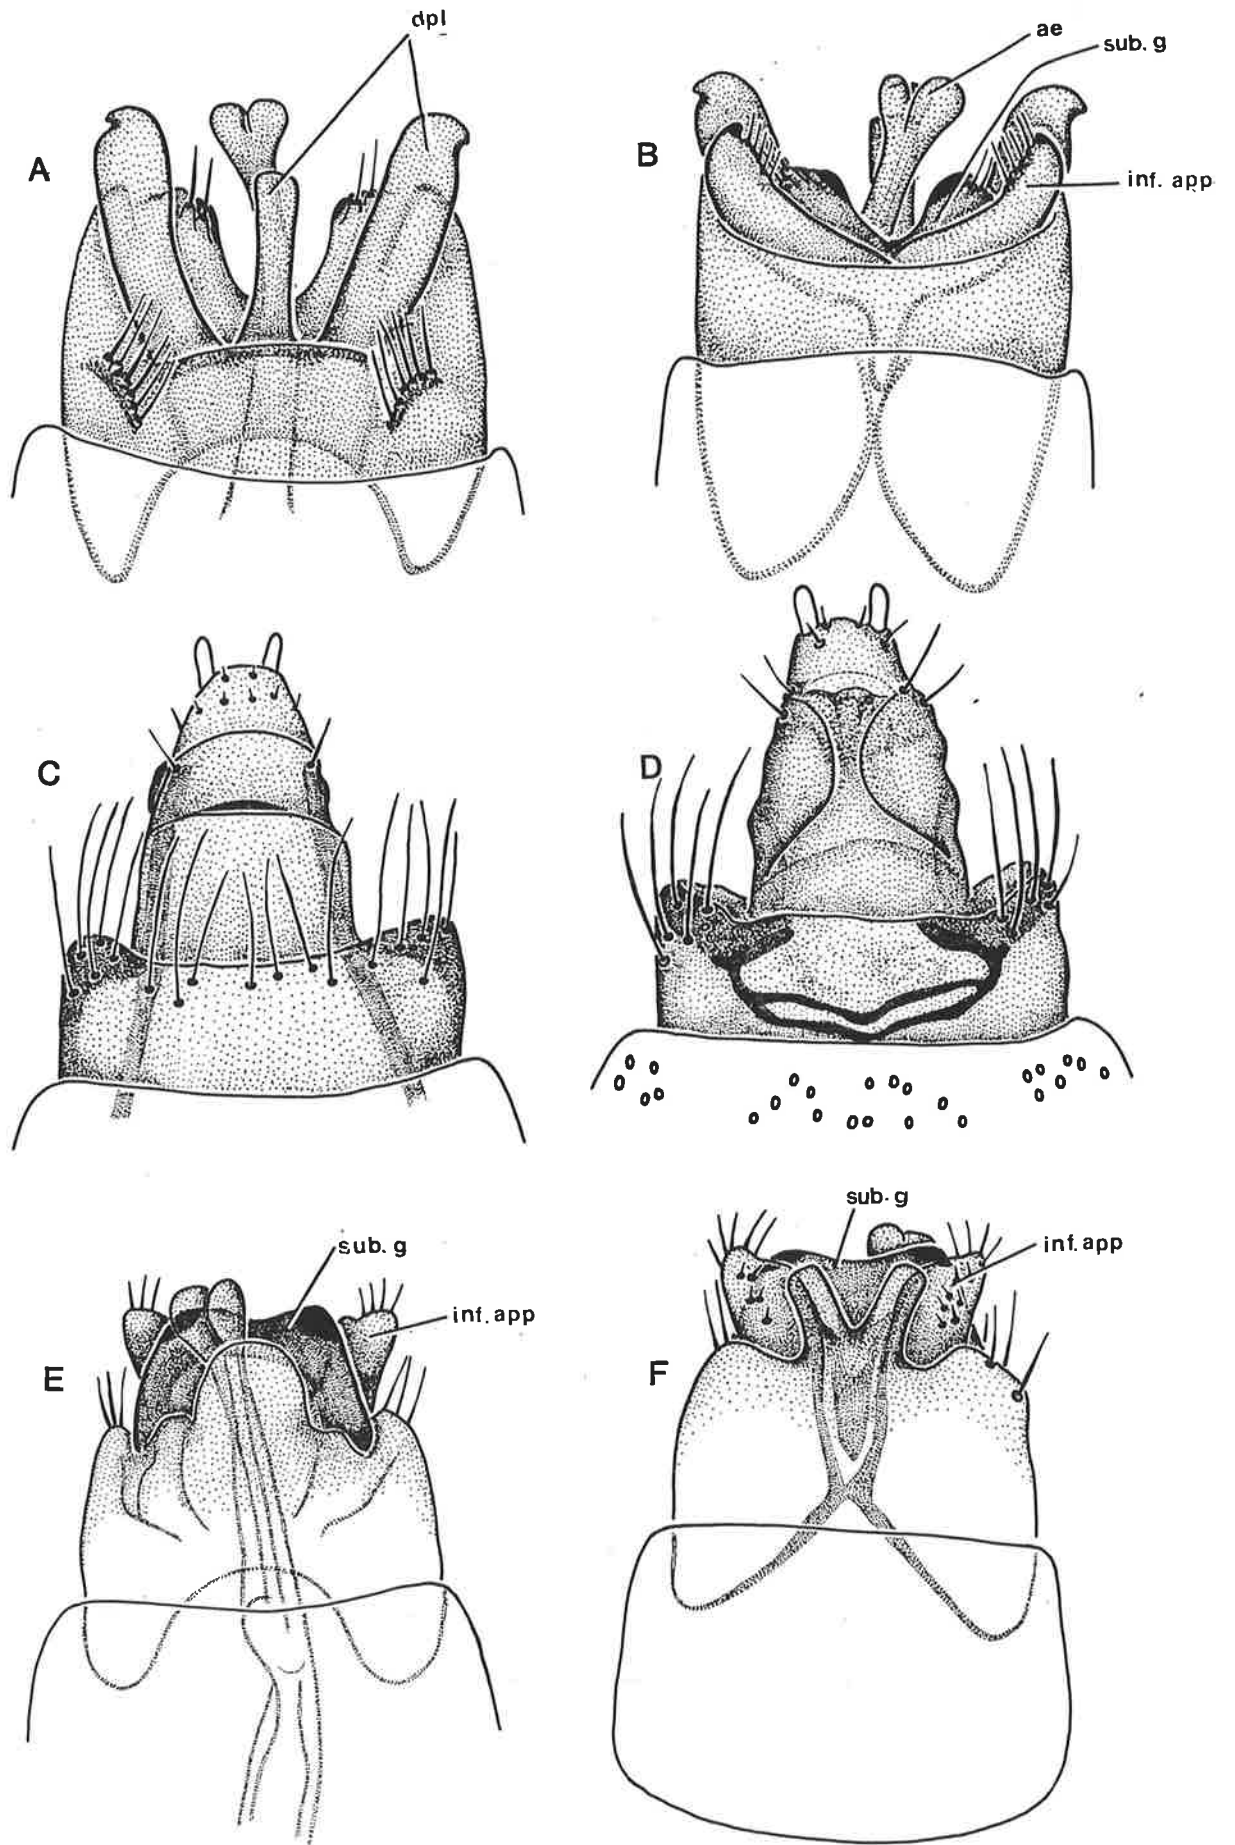 dpl
A
ae
sub. g
B
inf. app
C
D
sub. g
inf. app
E
sub. g
inf. app
F